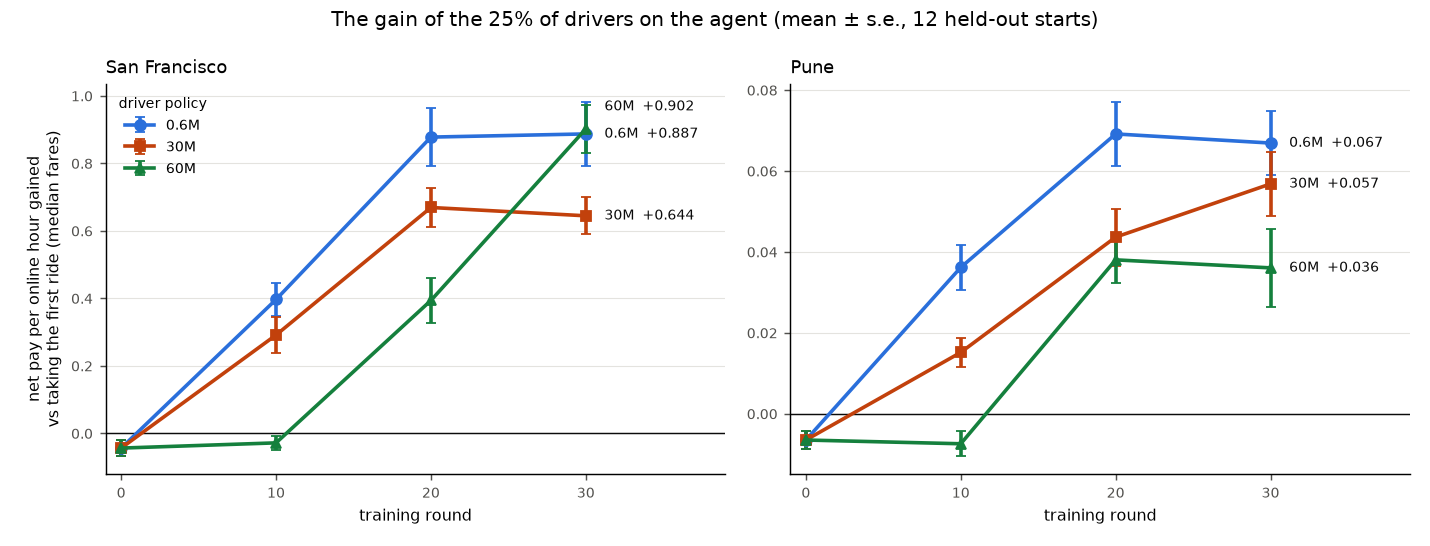 The gain of the 25% of drivers on the agent (mean ± s.e., 12 held-out starts)
San Francisco
net pay per online hour gained
vs taking the first ride (median fares)
1.0
0.8
0.6
0.4
0.2
0.0
driver policy
0.6M
30M
60M
60M +0.902
0.6M +0.887
30M +0.644
0
10
20
30
training round
Pune
0.08
0.06
0.04
0.02
0.00
0.6M +0.067
30M +0.057
60M +0.036
0
10
20
30
training round